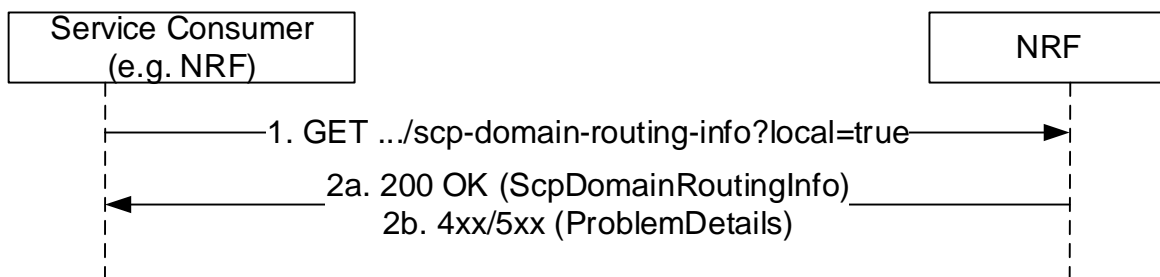 Service Consumer
(e.g. NRF)
NRF
1. GET .../scp-domain-routing-info?local=true
2a. 200 OK (ScpDomainRoutingInfo)
2b. 4xx/5xx (ProblemDetails)